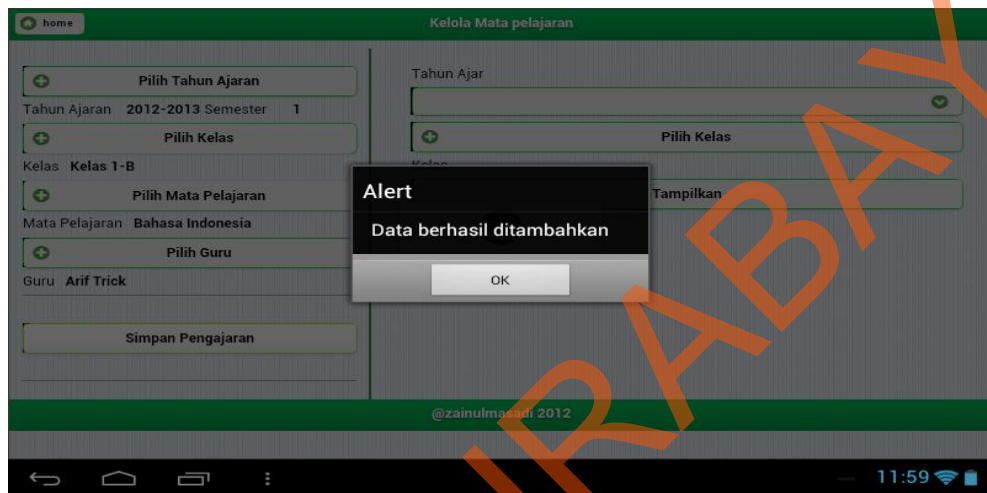 home
Kelola Mata pelajaran
Pilih Tahun Ajaran
Tahun Ajaran 2012-2013 Semester 1
Pilih Kelas
Kelas Kelas 1-B
Pilih Mata Pelajaran
Mata Pelajaran Bahasa Indonesia
Pilih Guru
Guru Arif Trick
Simpan Pengajaran
Tahun Ajar
Pilih Kelas
Kelas
Tampilkan
Alert
Data berhasil ditambahkan
OK
@zainulmasadi 2012
11:59
IRABAY